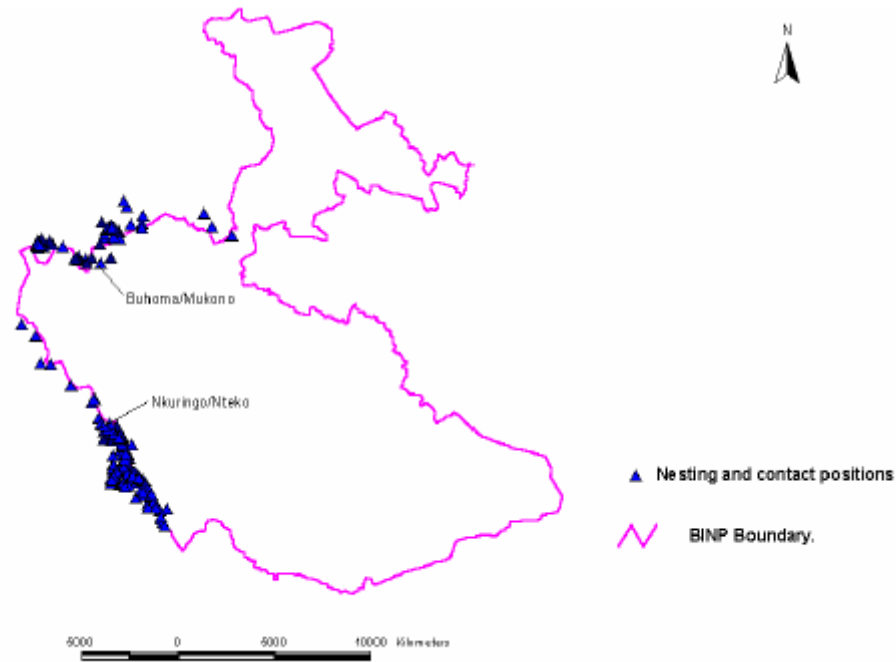 N
Buhoma/Mukono
Nkuringo/Nteko
Nesting and contact positions
BINP Boundary.
5000 0 5000 10000 Kilometers